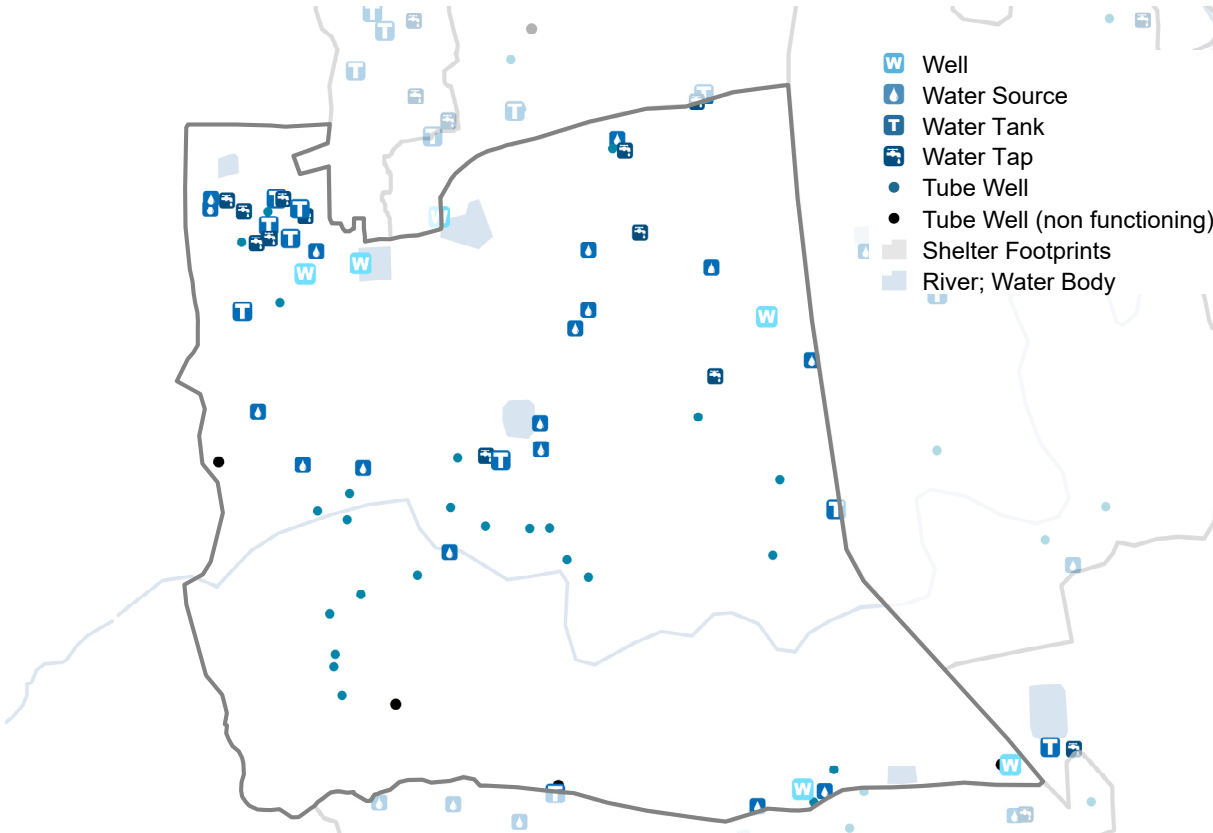 W Well
Water Source
T Water Tank
Water Tap
Tube Well
Tube Well (non functioning)
Shelter Footprints
River; Water Body